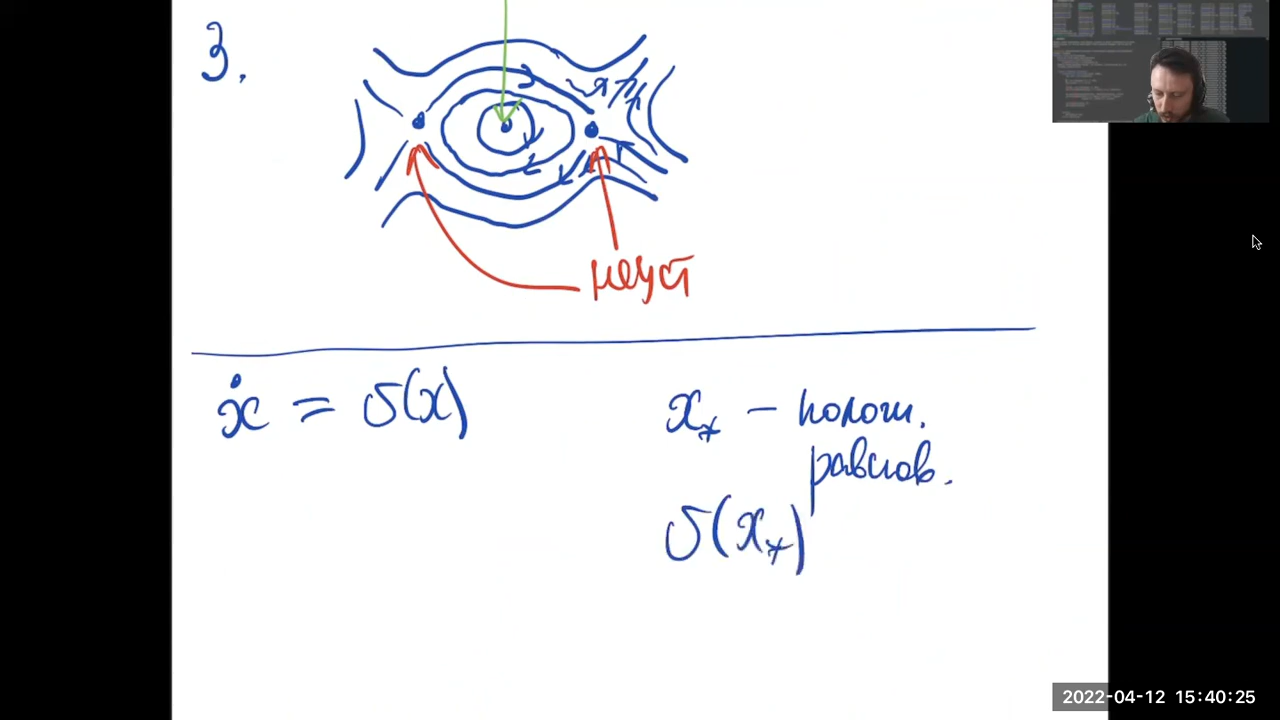 3.
неуст
ẋ = v(x)
x* – полож.
равнов.
v(x*)
2022-04-12 15:40:25